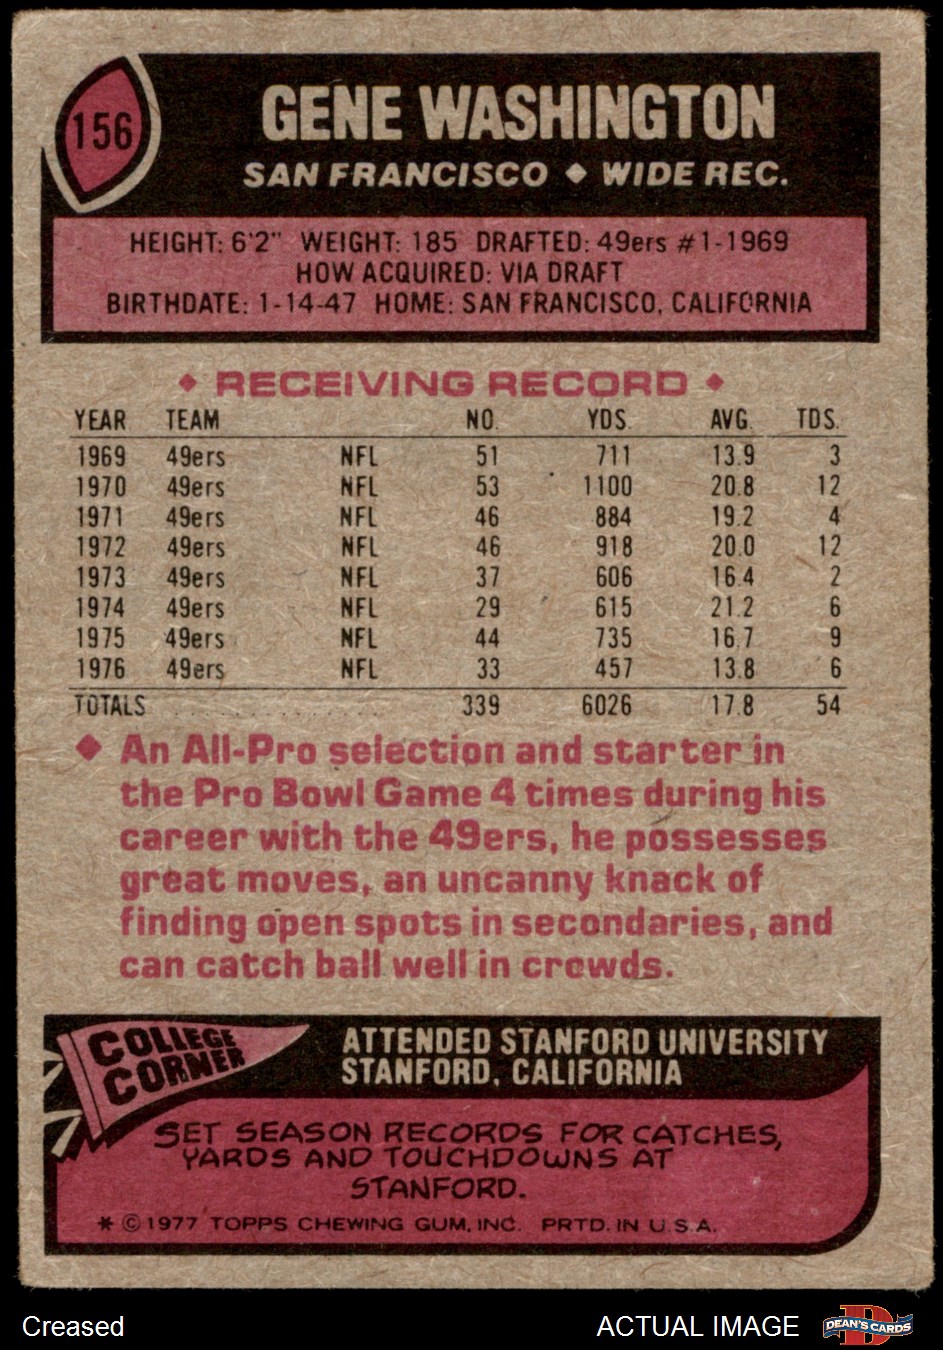 156
GENE WASHINGTON
SAN FRANCISCO ◆ WIDE REC.
HEIGHT: 6'2" WEIGHT: 185 DRAFTED: 49ers #1-1969
HOW ACQUIRED: VIA DRAFT
BIRTHDATE: 1-14-47 HOME: SAN FRANCISCO, CALIFORNIA
◆ RECEIVING RECORD ◆
YEAR TEAM NO. YDS. AVG. TDS.
1969 49ers NFL 51 711 13.9 3
1970 49ers NFL 53 1100 20.8 12
1971 49ers NFL 46 884 19.2 4
1972 49ers NFL 46 918 20.0 12
1973 49ers NFL 37 606 16.4 2
1974 49ers NFL 29 615 21.2 6
1975 49ers NFL 44 735 16.7 9
1976 49ers NFL 33 457 13.8 6
TOTALS 339 6026 17.8 54
◆ An All-Pro selection and starter in
the Pro Bowl Game 4 times during his
career with the 49ers, he possesses
great moves, an uncanny knack of
finding open spots in secondaries, and
can catch ball well in crowds.
COLLEGE
CORNER
ATTENDED STANFORD UNIVERSITY
STANFORD, CALIFORNIA
SET SEASON RECORDS FOR CATCHES,
YARDS AND TOUCHDOWNS AT
STANFORD.
* © 1977 TOPPS CHEWING GUM, INC. PRTD. IN U.S.A.
Creased
ACTUAL IMAGE
DEAN'S CARDS